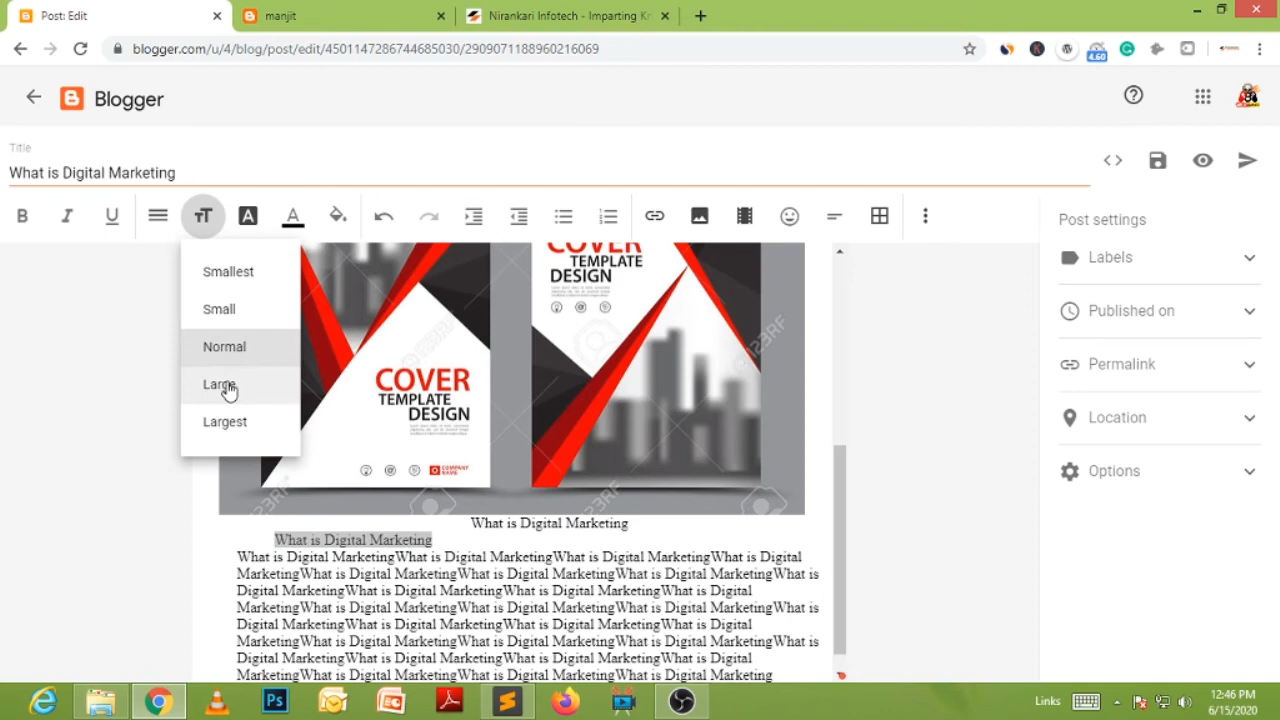 Post: Edit
manjit
Nirankari Infotech - Imparting Kn
blogger.com/u/4/blog/post/edit/4501147286744685030/2909071188960216069
4.60
Blogger
Title
What is Digital Marketing
Post settings
Labels
Published on
Permalink
Location
Options
Smallest
Small
Normal
Large
Largest
COVER
TEMPLATE
DESIGN
COVER
TEMPLATE
DESIGN
COMPANY
NAME
123RF
123RF
What is Digital Marketing
What is Digital Marketing
What is Digital MarketingWhat is Digital MarketingWhat is Digital MarketingWhat is Digital
MarketingWhat is Digital MarketingWhat is Digital MarketingWhat is Digital MarketingWhat is
Digital MarketingWhat is Digital MarketingWhat is Digital MarketingWhat is Digital
MarketingWhat is Digital MarketingWhat is Digital MarketingWhat is Digital MarketingWhat is
Digital MarketingWhat is Digital MarketingWhat is Digital MarketingWhat is Digital
MarketingWhat is Digital MarketingWhat is Digital MarketingWhat is Digital MarketingWhat is
Digital MarketingWhat is Digital MarketingWhat is Digital MarketingWhat is Digital
MarketingWhat is Digital MarketingWhat is Digital MarketingWhat is Digital Marketing
Links
12:46 PM
6/15/2020